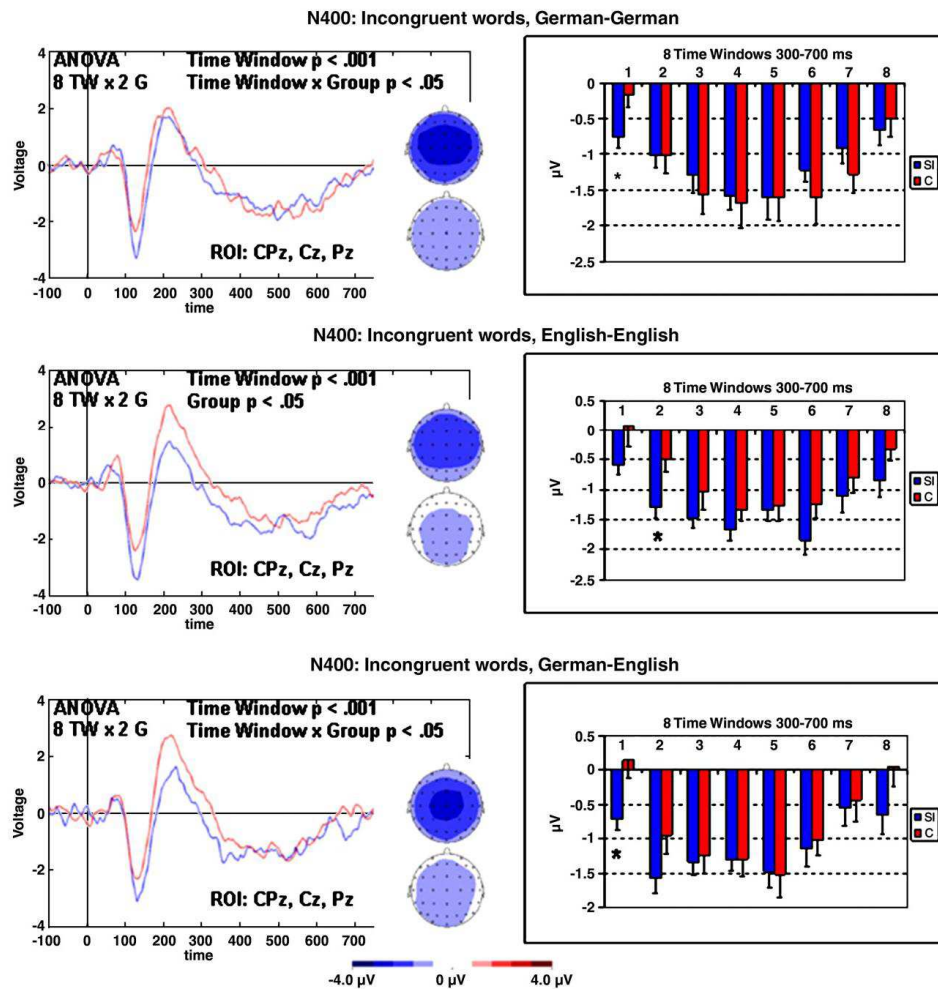 N400: Incongruent words, German-German
ANOVA
8 TW x 2 G
Time Window p < .001
Time Window x Group p < .05
4
2
0
-2
-4
Voltage
ROI: CPz, Cz, Pz
-100 0 100 200 300 400 500 600 700
time
8 Time Windows 300-700 ms
1 2 3 4 5 6 7 8
0
-0.5
-1
-1.5
-2
-2.5
µV
*
SI
C
N400: Incongruent words, English-English
ANOVA
8 TW x 2 G
Time Window p < .001
Group p < .05
4
2
0
-2
-4
Voltage
ROI: CPz, Cz, Pz
-100 0 100 200 300 400 500 600 700
time
8 Time Windows 300-700 ms
1 2 3 4 5 6 7 8
0
-0.5
-1
-1.5
-2
-2.5
µV
*
SI
C
N400: Incongruent words, German-English
ANOVA
8 TW x 2 G
Time Window p < .001
Time Window x Group p < .05
4
2
0
-2
-4
Voltage
ROI: CPz, Cz, Pz
-100 0 100 200 300 400 500 600 700
time
8 Time Windows 300-700 ms
0.5
1 2 3 4 5 6 7 8
0
-0.5
-1
-1.5
-2
µV
*
SI
C
-4.0 µV 0 µV 4.0 µV